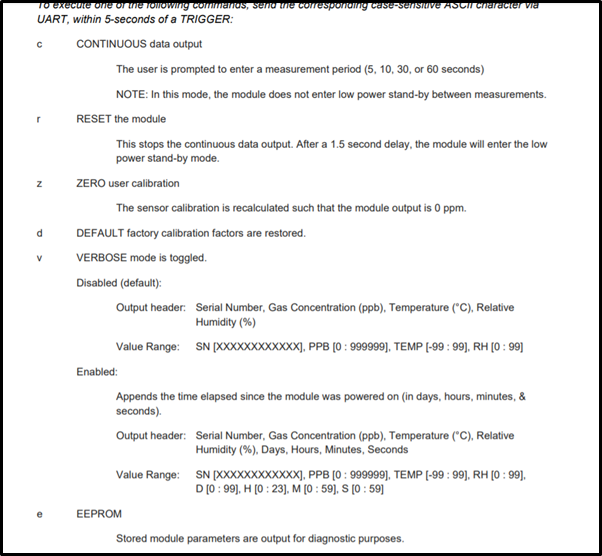 To execute one of the following commands, send the corresponding case-sensitive ASCII character via
UART, within 5-seconds of a TRIGGER:
c CONTINUOUS data output
The user is prompted to enter a measurement period (5, 10, 30, or 60 seconds)
NOTE: In this mode, the module does not enter low power stand-by between measurements.
r RESET the module
This stops the continuous data output. After a 1.5 second delay, the module will enter the low
power stand-by mode.
z ZERO user calibration
The sensor calibration is recalculated such that the module output is 0 ppm.
d DEFAULT factory calibration factors are restored.
v VERBOSE mode is toggled.
Disabled (default):
Output header: Serial Number, Gas Concentration (ppb), Temperature (°C), Relative
Humidity (%)
Value Range: SN [XXXXXXXXXXXX], PPB [0 : 999999], TEMP [-99 : 99], RH [0 : 99]
Enabled:
Appends the time elapsed since the module was powered on (in days, hours, minutes, &
seconds).
Output header: Serial Number, Gas Concentration (ppb), Temperature (°C), Relative
Humidity (%), Days, Hours, Minutes, Seconds
Value Range: SN [XXXXXXXXXXXX], PPB [0 : 999999], TEMP [-99 : 99], RH [0 : 99],
D [0 : 99], H [0 : 23], M [0 : 59], S [0 : 59]
e EEPROM
Stored module parameters are output for diagnostic purposes.